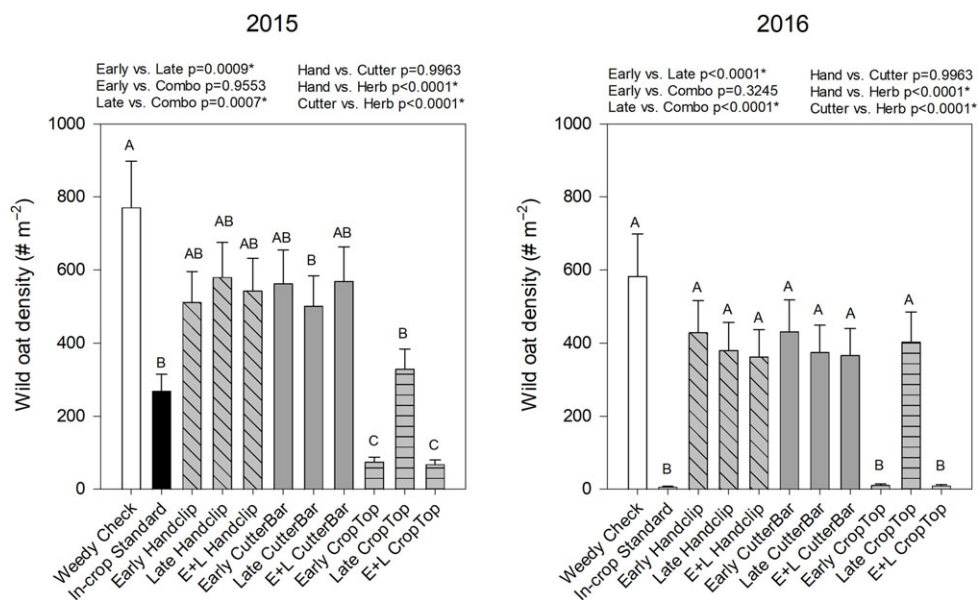 2015
Early vs. Late p=0.0009*
Early vs. Combo p=0.9553
Late vs. Combo p=0.0007*
Hand vs. Cutter p=0.9963
Hand vs. Herb p<0.0001*
Cutter vs. Herb p<0.0001*
Wild oat density (# m⁻²)
1000
800
600
400
200
0
A
B
AB
AB
AB
AB
B
AB
C
B
C
Weedy Check
In-crop Standard
Early Handclip
Late Handclip
E+L Handclip
Early CutterBar
Late CutterBar
E+L CutterBar
Early CropTop
Late CropTop
E+L CropTop
2016
Early vs. Late p<0.0001*
Early vs. Combo p=0.3245
Late vs. Combo p<0.0001*
Hand vs. Cutter p=0.9963
Hand vs. Herb p<0.0001*
Cutter vs. Herb p<0.0001*
Wild oat density (# m⁻²)
1000
800
600
400
200
0
A
B
A
A
A
A
A
A
B
A
B
Weedy Check
In-crop Standard
Early Handclip
Late Handclip
E+L Handclip
Early CutterBar
Late CutterBar
E+L CutterBar
Early CropTop
Late CropTop
E+L CropTop